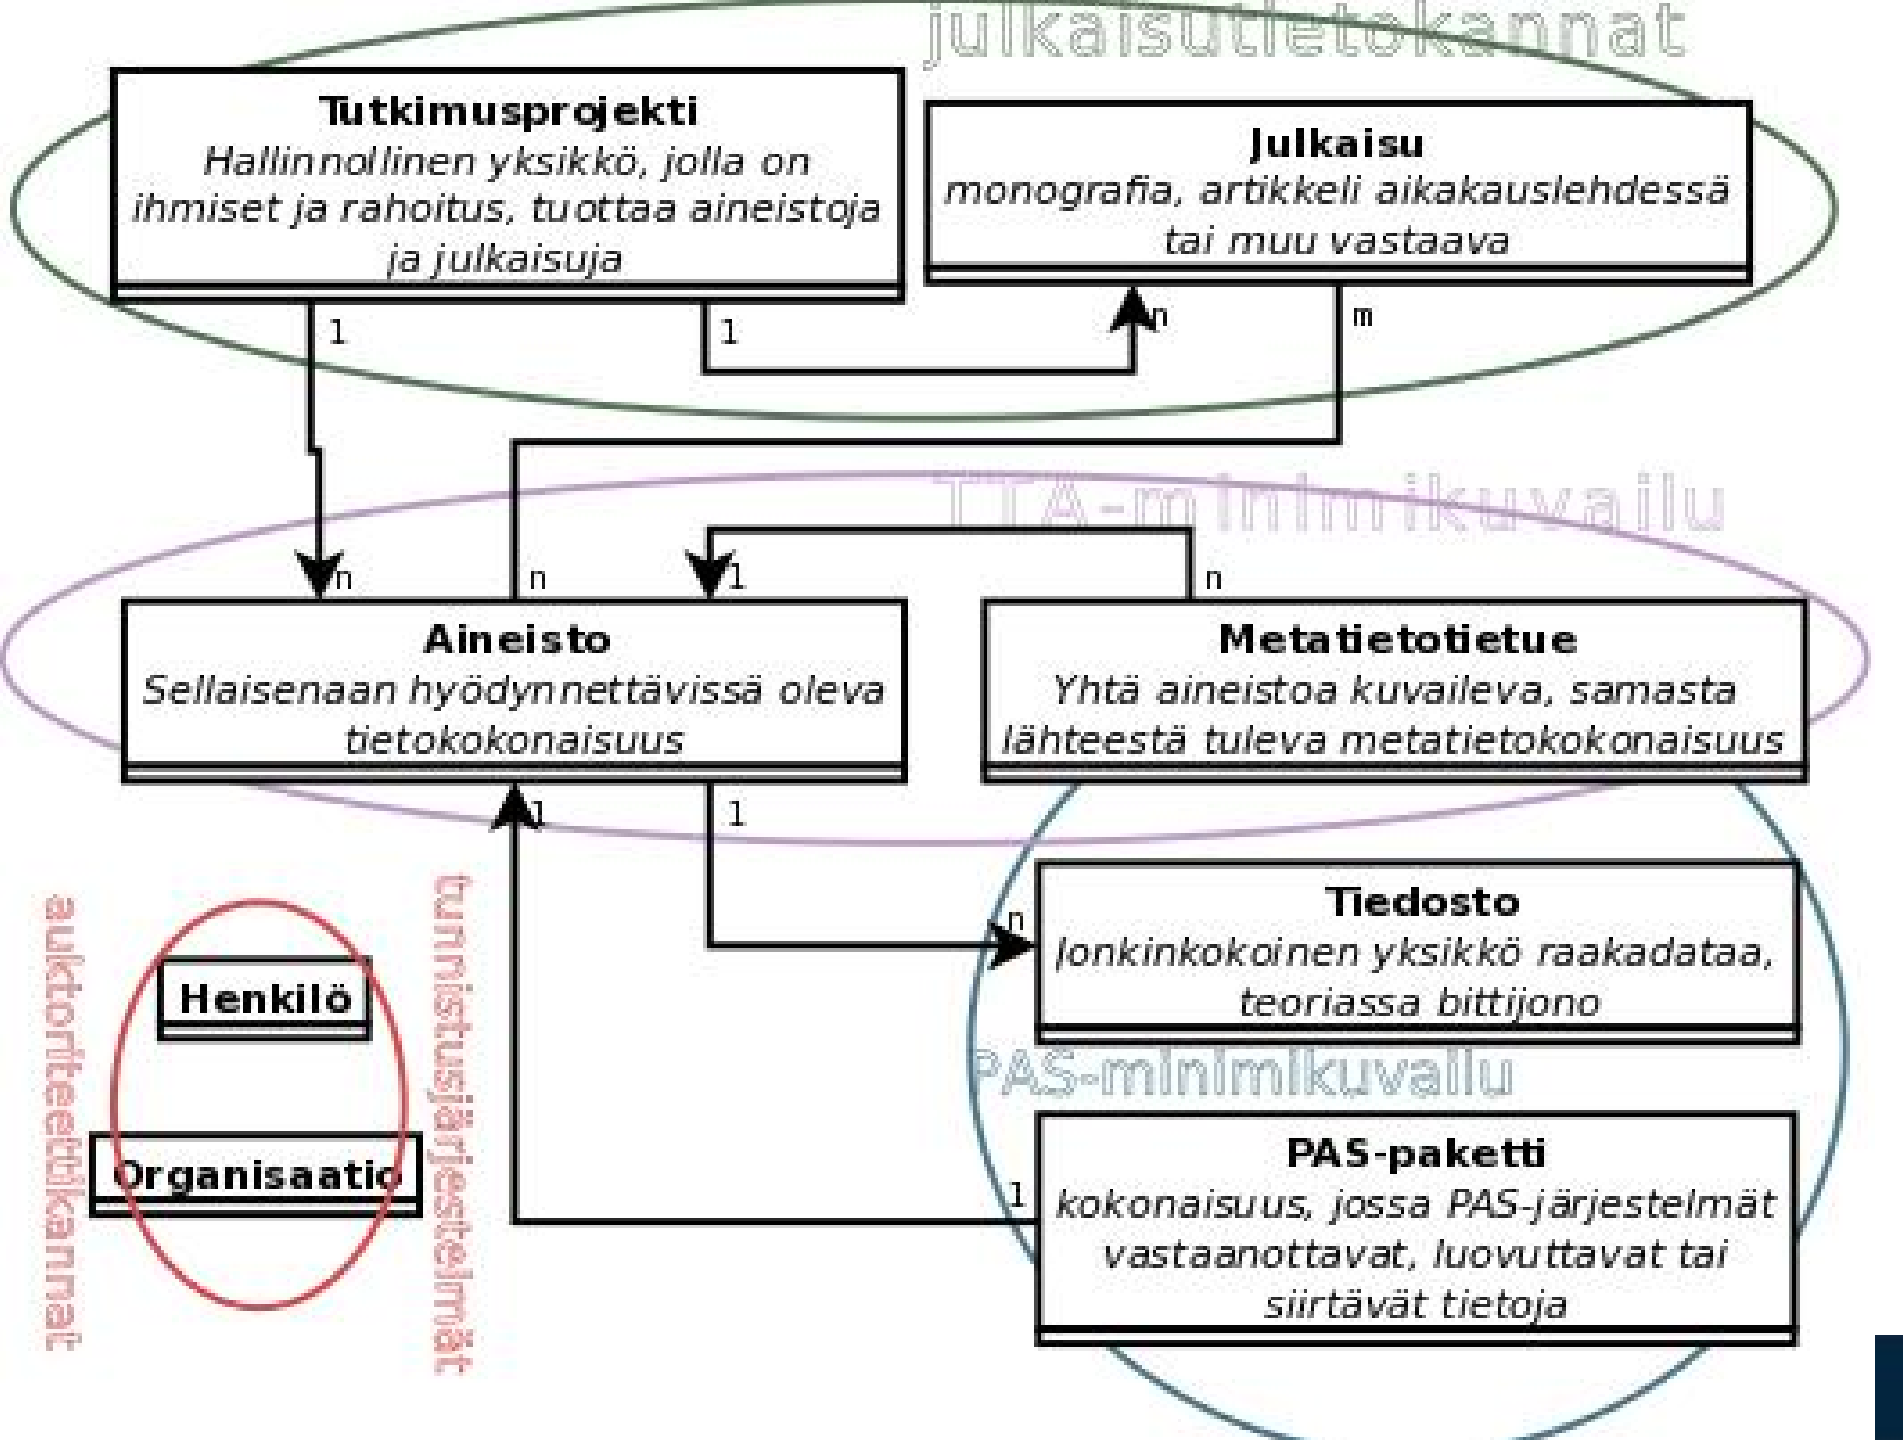 julkaisutietokannat
Tutkimusprojekti
Hallinnollinen yksikkö, jolla on
ihmiset ja rahoitus, tuottaa aineistoja
ja julkaisuja
Julkaisu
monografia, artikkeli aikakauslehdessä
tai muu vastaava
1
1
n
m
TTA-minimikuvailu
n
n
1
n
Aineisto
Sellaisenaan hyödynnettävissä oleva
tietokokonaisuus
Metatietotietue
Yhtä aineistoa kuvaileva, samasta
lähteestä tuleva metatietokokonaisuus
1
1
n
Tiedosto
Jonkinkokoinen yksikkö raakadataa,
teoriassa bittijono
auktoriteettikannat
Henkilö
Organisaatio
tunnistusjärjestelmät
PAS-minimikuvailu
1
PAS-paketti
kokonaisuus, jossa PAS-järjestelmät
vastaanottavat, luovuttavat tai
siirtävät tietoja